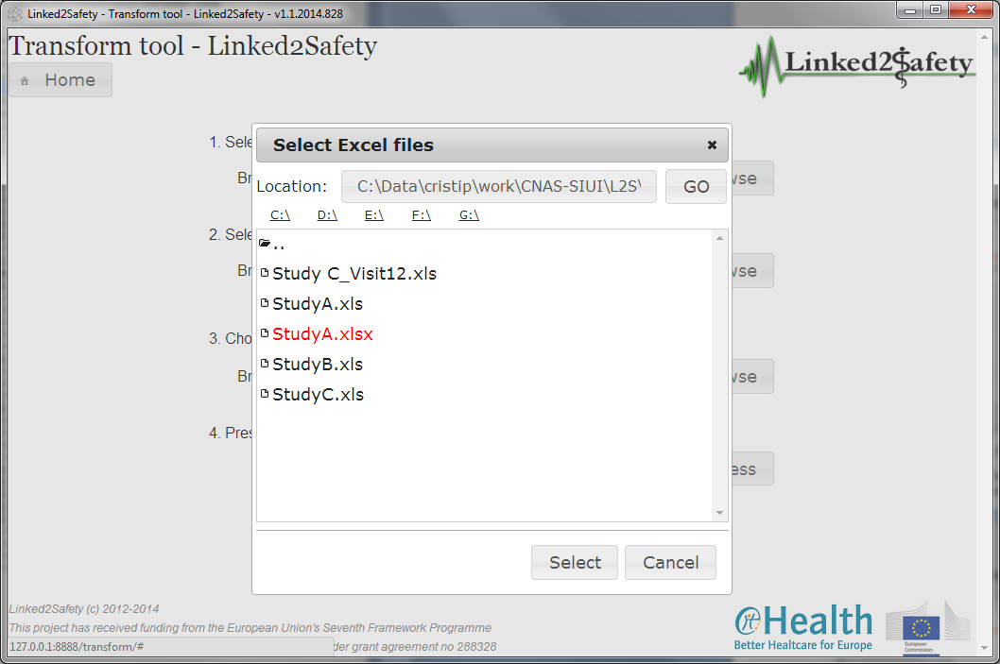 Linked2Safety - Transform tool - Linked2Safety - v1.1.2014.828
Transform tool - Linked2Safety
Linked2Safety
Home
1. Sele
Br
wse
2. Sele
Br
wse
3. Cho
Br
wse
4. Pres
ess
Select Excel files
Location: C:\Data\cristip\work\CNAS-SIUI\L2S\ GO
C:\ D:\ E:\ F:\ G:\
..
Study C_Visit12.xls
StudyA.xls
StudyA.xlsx
StudyB.xls
StudyC.xls
Select Cancel
Linked2Safety (c) 2012-2014
This project has received funding from the European Union's Seventh Framework Programme
127.0.0.1:8888/transform/# der grant agreement no 288328
it Health
Better Healtcare for Europe
European
Commission